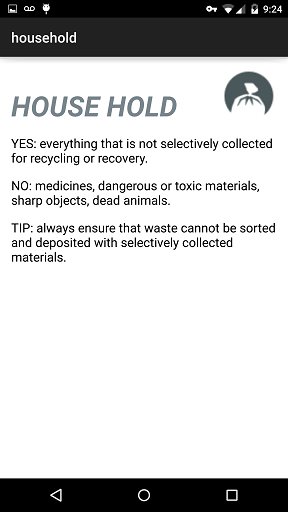 9:24
household
HOUSE HOLD
YES: everything that is not selectively collected
for recycling or recovery.
NO: medicines, dangerous or toxic materials,
sharp objects, dead animals.
TIP: always ensure that waste cannot be sorted
and deposited with selectively collected
materials.